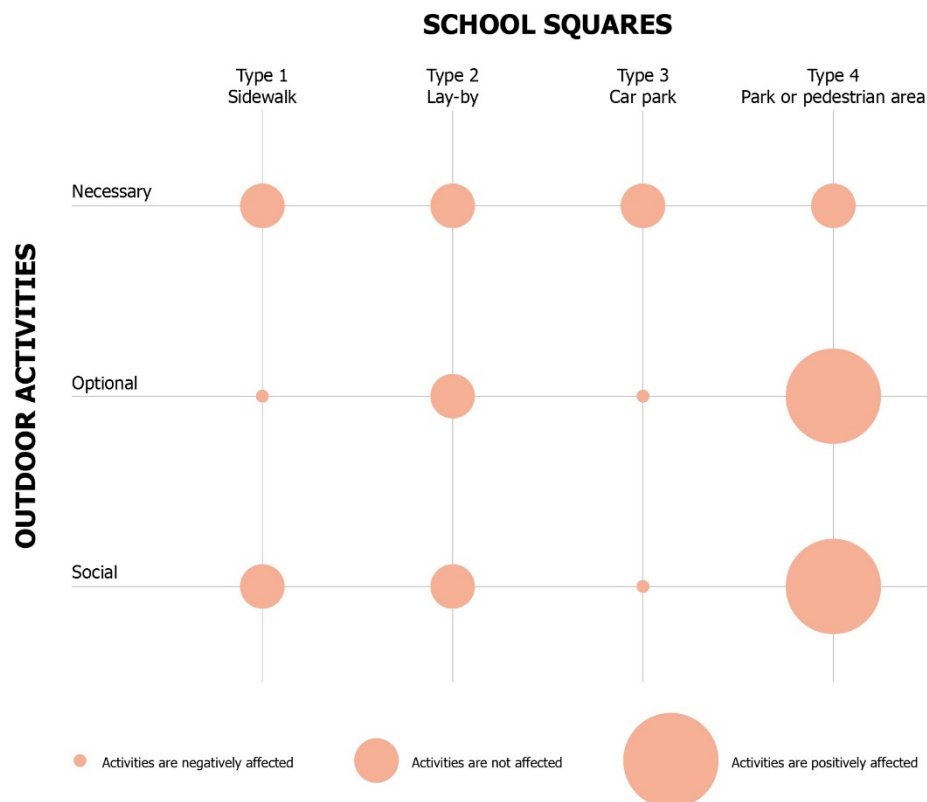 SCHOOL SQUARES
Type 1
Sidewalk
Type 2
Lay-by
Type 3
Car park
Type 4
Park or pedestrian area
OUTDOOR ACTIVITIES
Necessary
Optional
Social
Activities are negatively affected
Activities are not affected
Activities are positively affected